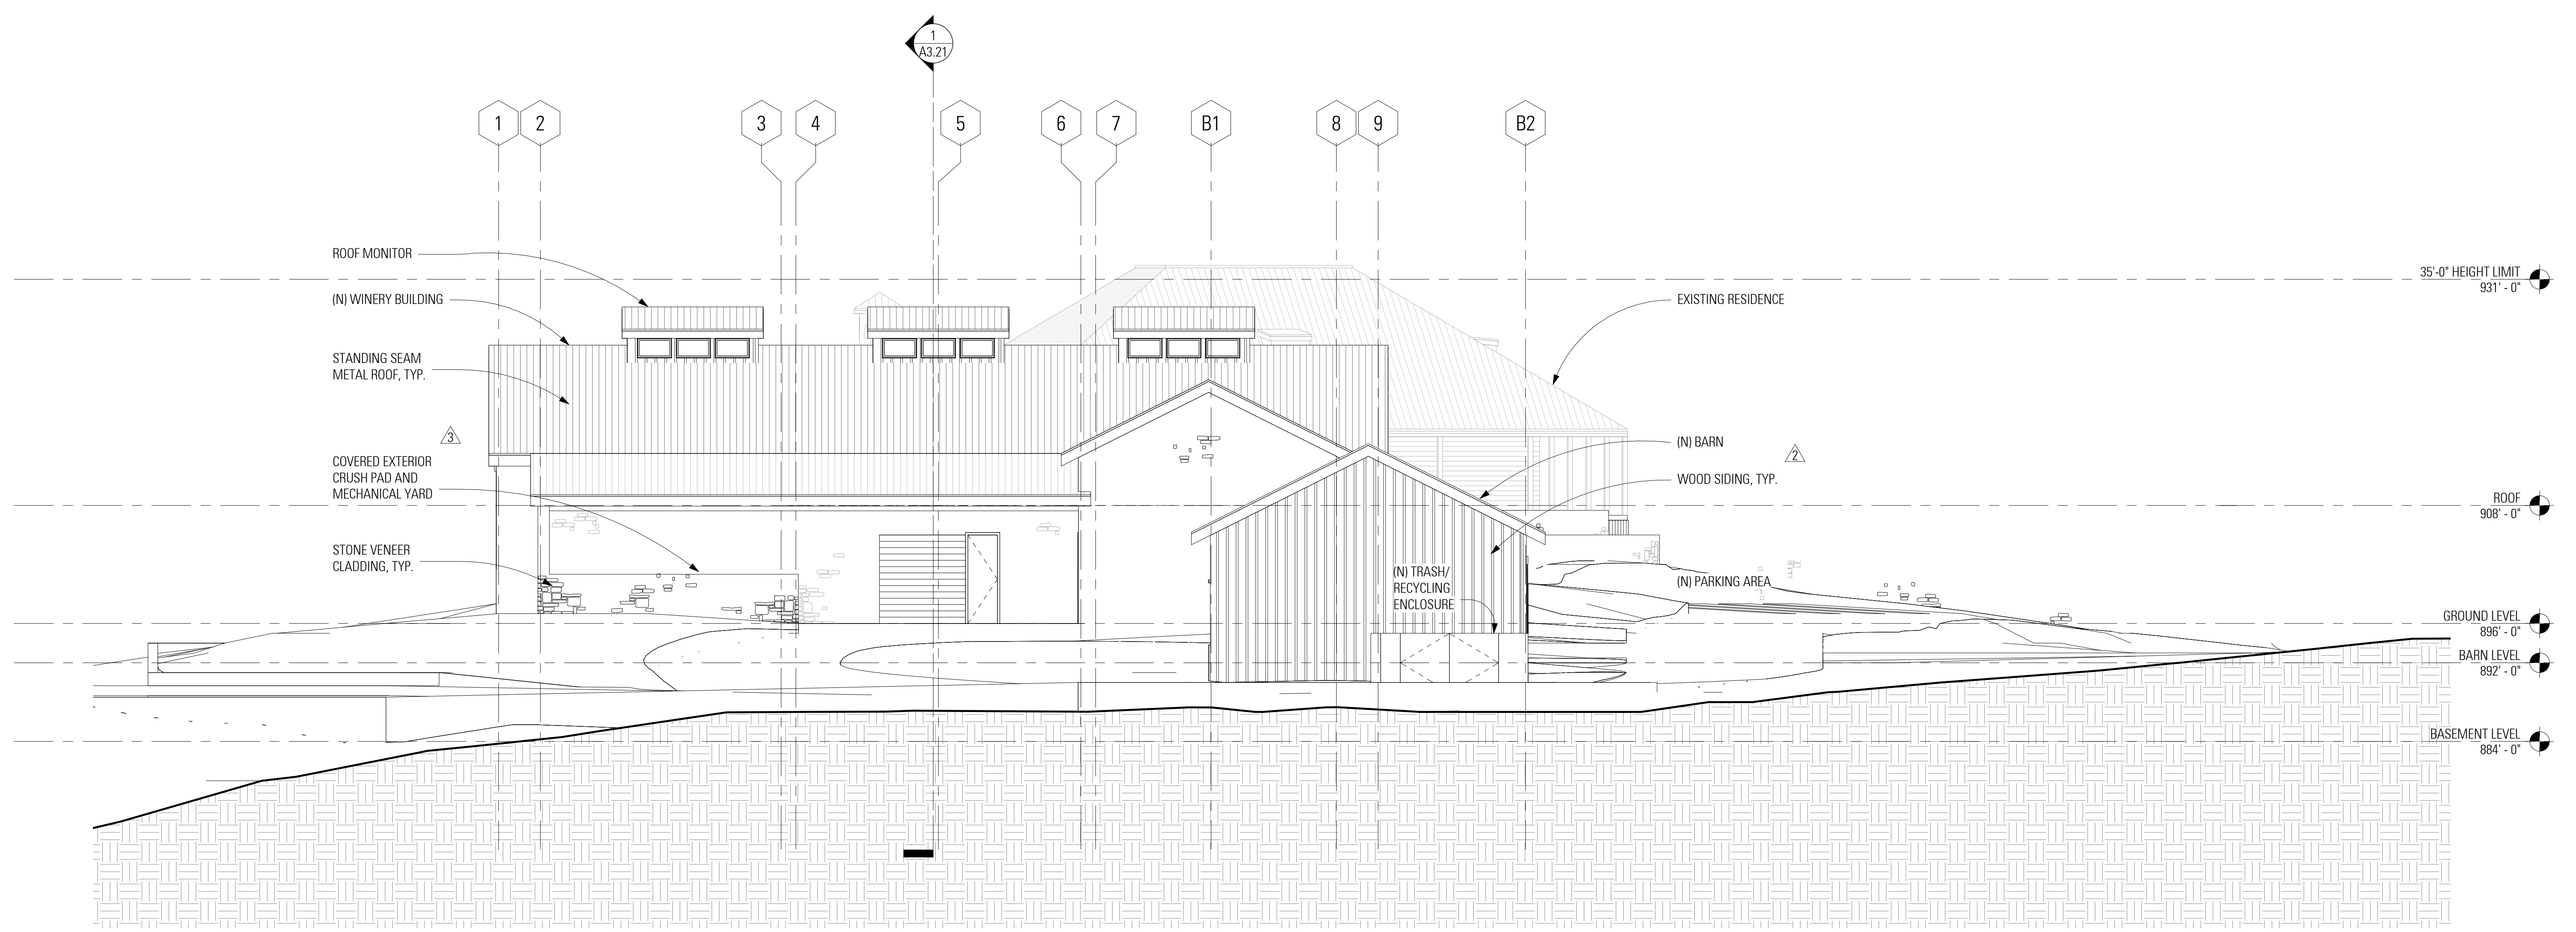 1
A3.21
1
2
3
4
5
6
7
B1
8
9
B2
ROOF MONITOR
(N) WINERY BUILDING
STANDING SEAM
METAL ROOF, TYP.
3
COVERED EXTERIOR
CRUSH PAD AND
MECHANICAL YARD
STONE VENEER
CLADDING, TYP.
EXISTING RESIDENCE
(N) BARN
2
WOOD SIDING, TYP.
(N) TRASH/
RECYCLING
ENCLOSURE
(N) PARKING AREA
35'-0" HEIGHT LIMIT
931' - 0"
ROOF
908' - 0"
GROUND LEVEL
896' - 0"
BARN LEVEL
892' - 0"
BASEMENT LEVEL
884' - 0"